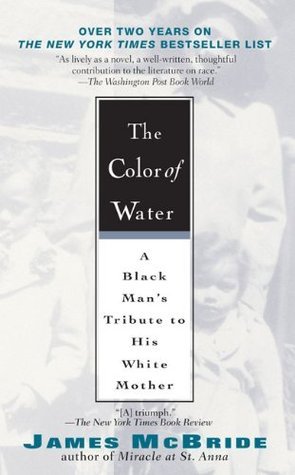 OVER TWO YEARS ON
THE NEW YORK TIMES BESTSELLER LIST
"As lively as a novel, a well-written, thoughtful
contribution to the literature on race."
—The Washington Post Book World
The
Color of
Water
A
Black
Man's
Tribute to
His
White
Mother
"[A] triumph."
—The New York Times Book Review
JAMES McBRIDE
author of Miracle at St. Anna